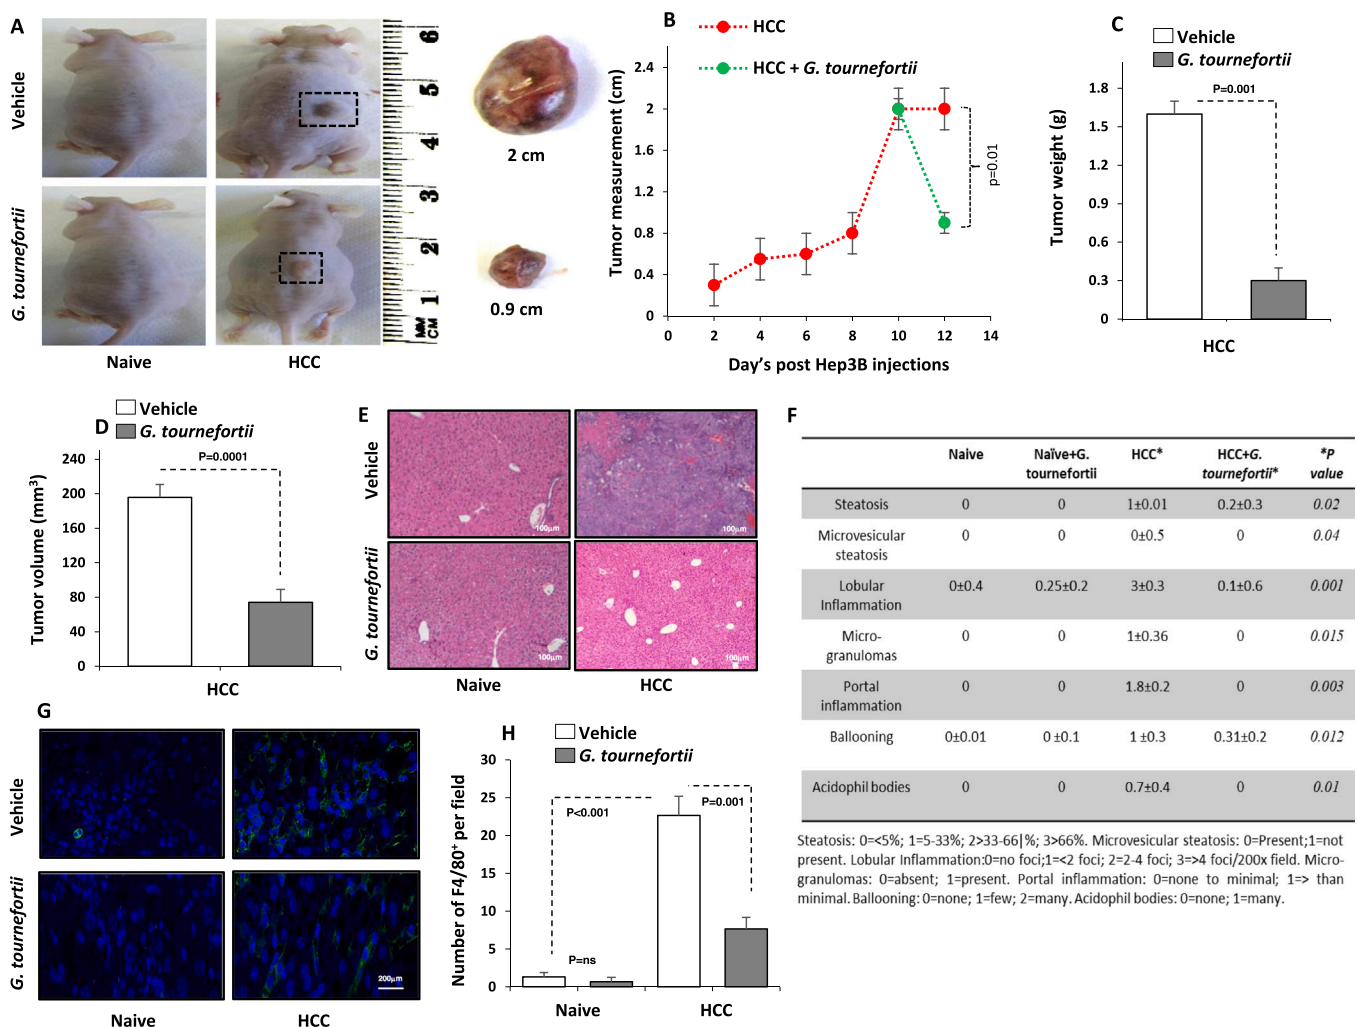 A
Vehicle
G. tournefortii
Naive
HCC
6
5
4
3
2
1
MM
CM
2 cm
0.9 cm
B
HCC
HCC + G. tournefortii
Tumor measurement (cm)
2.4
2
1.6
1.2
0.8
0.4
0
0 2 4 6 8 10 12 14
Day's post Hep3B injections
p=0.01
C
Vehicle
G. tournefortii
P=0.001
Tumor weight (g)
1.8
1.5
1.2
0.9
0.6
0.3
0
HCC
D
Vehicle
G. tournefortii
P=0.0001
Tumor volume (mm³)
240
200
160
120
80
40
0
HCC
E
Vehicle
G. tournefortii
100µm
100µm
100µm
100µm
Naive
HCC
F
Naive Naïve+G. tournefortii HCC* HCC+G. tournefortii* *P value
Steatosis 0 0 1±0.01 0.2±0.3 0.02
Microvesicular steatosis 0 0 0±0.5 0 0.04
Lobular Inflammation 0±0.4 0.25±0.2 3±0.3 0.1±0.6 0.001
Micro-granulomas 0 0 1±0.36 0 0.015
Portal inflammation 0 0 1.8±0.2 0 0.003
Ballooning 0±0.01 0 ±0.1 1 ±0.3 0.31±0.2 0.012
Acidophil bodies 0 0 0.7±0.4 0 0.01
Steatosis: 0=<5%; 1=5-33%; 2>33-66|%; 3>66%. Microvesicular steatosis: 0=Present;1=not
present. Lobular Inflammation:0=no foci;1=<2 foci; 2=2-4 foci; 3=>4 foci/200x field. Micro-
granulomas: 0=absent; 1=present. Portal inflammation: 0=none to minimal; 1=> than
minimal. Ballooning: 0=none; 1=few; 2=many. Acidophil bodies: 0=none; 1=many.
G
Vehicle
G. tournefortii
200µm
Naive
HCC
H
Vehicle
G. tournefortii
Number of F4/80⁺ per field
30
25
20
15
10
5
0
P<0.001
P=0.001
P=ns
Naive
HCC